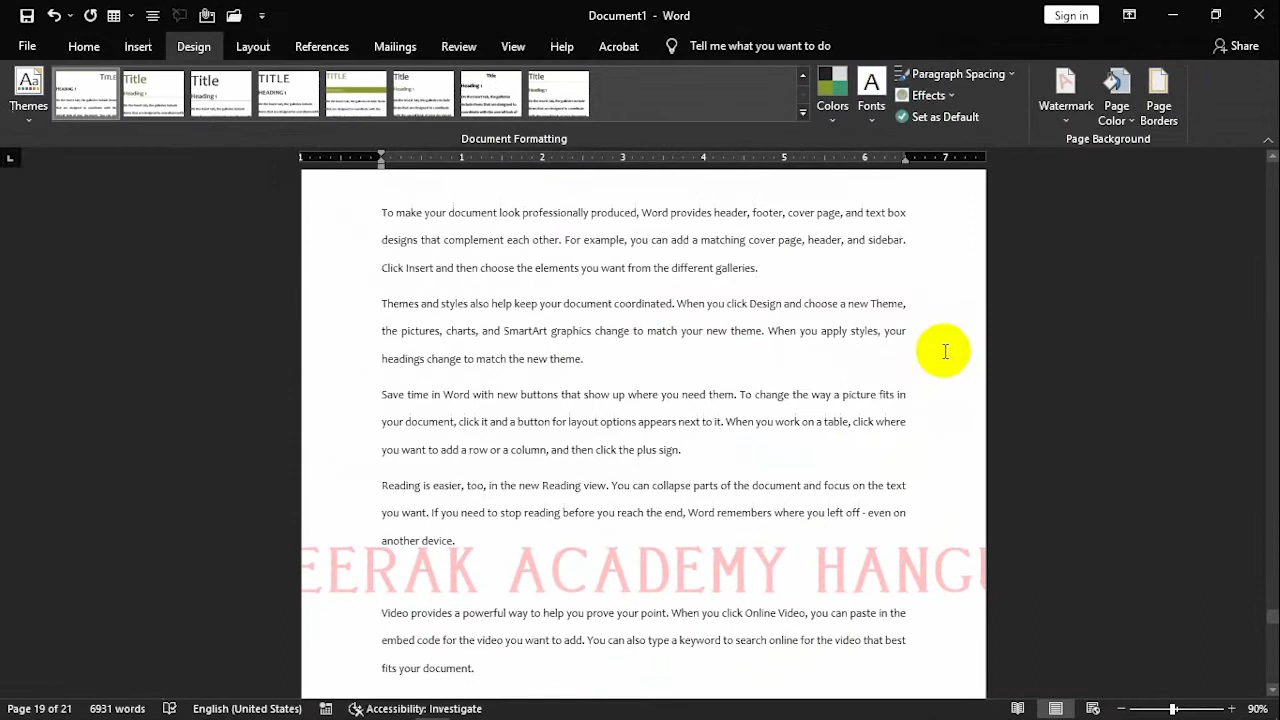 Document1 - Word
Sign in
File Home Insert Design Layout References Mailings Review View Help Acrobat Tell me what you want to do Share
Themes
Colors
Fonts
Paragraph Spacing
Effects
Set as Default
Watermark
Page Color
Page Borders
Document Formatting
Page Background
1 1 2 3 4 5 6 7
To make your document look professionally produced, Word provides header, footer, cover page, and text box
designs that complement each other. For example, you can add a matching cover page, header, and sidebar.
Click Insert and then choose the elements you want from the different galleries.
Themes and styles also help keep your document coordinated. When you click Design and choose a new Theme,
the pictures, charts, and SmartArt graphics change to match your new theme. When you apply styles, your
headings change to match the new theme.
Save time in Word with new buttons that show up where you need them. To change the way a picture fits in
your document, click it and a button for layout options appears next to it. When you work on a table, click where
you want to add a row or a column, and then click the plus sign.
Reading is easier, too, in the new Reading view. You can collapse parts of the document and focus on the text
you want. If you need to stop reading before you reach the end, Word remembers where you left off - even on
another device.
EERAK ACADEMY HANGU
Video provides a powerful way to help you prove your point. When you click Online Video, you can paste in the
embed code for the video you want to add. You can also type a keyword to search online for the video that best
fits your document.
Page 19 of 21 6931 words English (United States) Accessibility: Investigate 90%